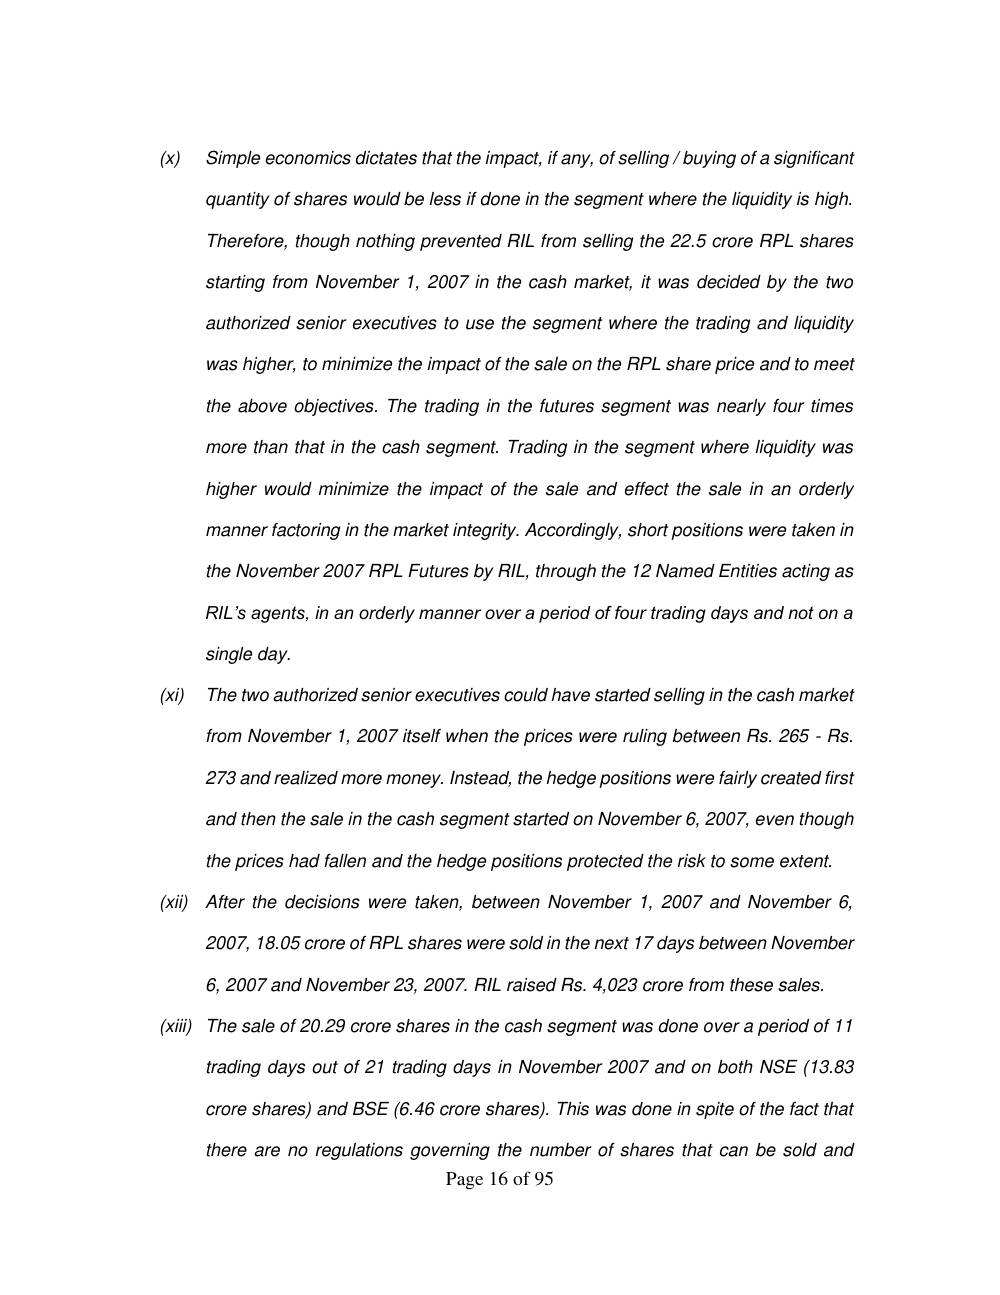 (x) Simple economics dictates that the impact, if any, of selling / buying of a significant
quantity of shares would be less if done in the segment where the liquidity is high.
Therefore, though nothing prevented RIL from selling the 22.5 crore RPL shares
starting from November 1, 2007 in the cash market, it was decided by the two
authorized senior executives to use the segment where the trading and liquidity
was higher, to minimize the impact of the sale on the RPL share price and to meet
the above objectives. The trading in the futures segment was nearly four times
more than that in the cash segment. Trading in the segment where liquidity was
higher would minimize the impact of the sale and effect the sale in an orderly
manner factoring in the market integrity. Accordingly, short positions were taken in
the November 2007 RPL Futures by RIL, through the 12 Named Entities acting as
RIL’s agents, in an orderly manner over a period of four trading days and not on a
single day.
(xi) The two authorized senior executives could have started selling in the cash market
from November 1, 2007 itself when the prices were ruling between Rs. 265 - Rs.
273 and realized more money. Instead, the hedge positions were fairly created first
and then the sale in the cash segment started on November 6, 2007, even though
the prices had fallen and the hedge positions protected the risk to some extent.
(xii) After the decisions were taken, between November 1, 2007 and November 6,
2007, 18.05 crore of RPL shares were sold in the next 17 days between November
6, 2007 and November 23, 2007. RIL raised Rs. 4,023 crore from these sales.
(xiii) The sale of 20.29 crore shares in the cash segment was done over a period of 11
trading days out of 21 trading days in November 2007 and on both NSE (13.83
crore shares) and BSE (6.46 crore shares). This was done in spite of the fact that
there are no regulations governing the number of shares that can be sold and
Page 16 of 95